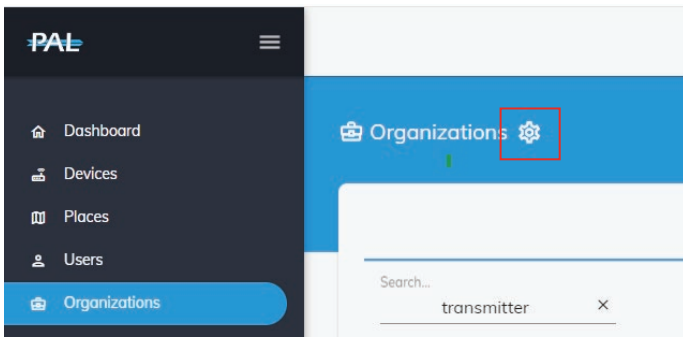 PAL
Dashboard
Devices
Places
Users
Organizations
Organizations
Search...
transmitter